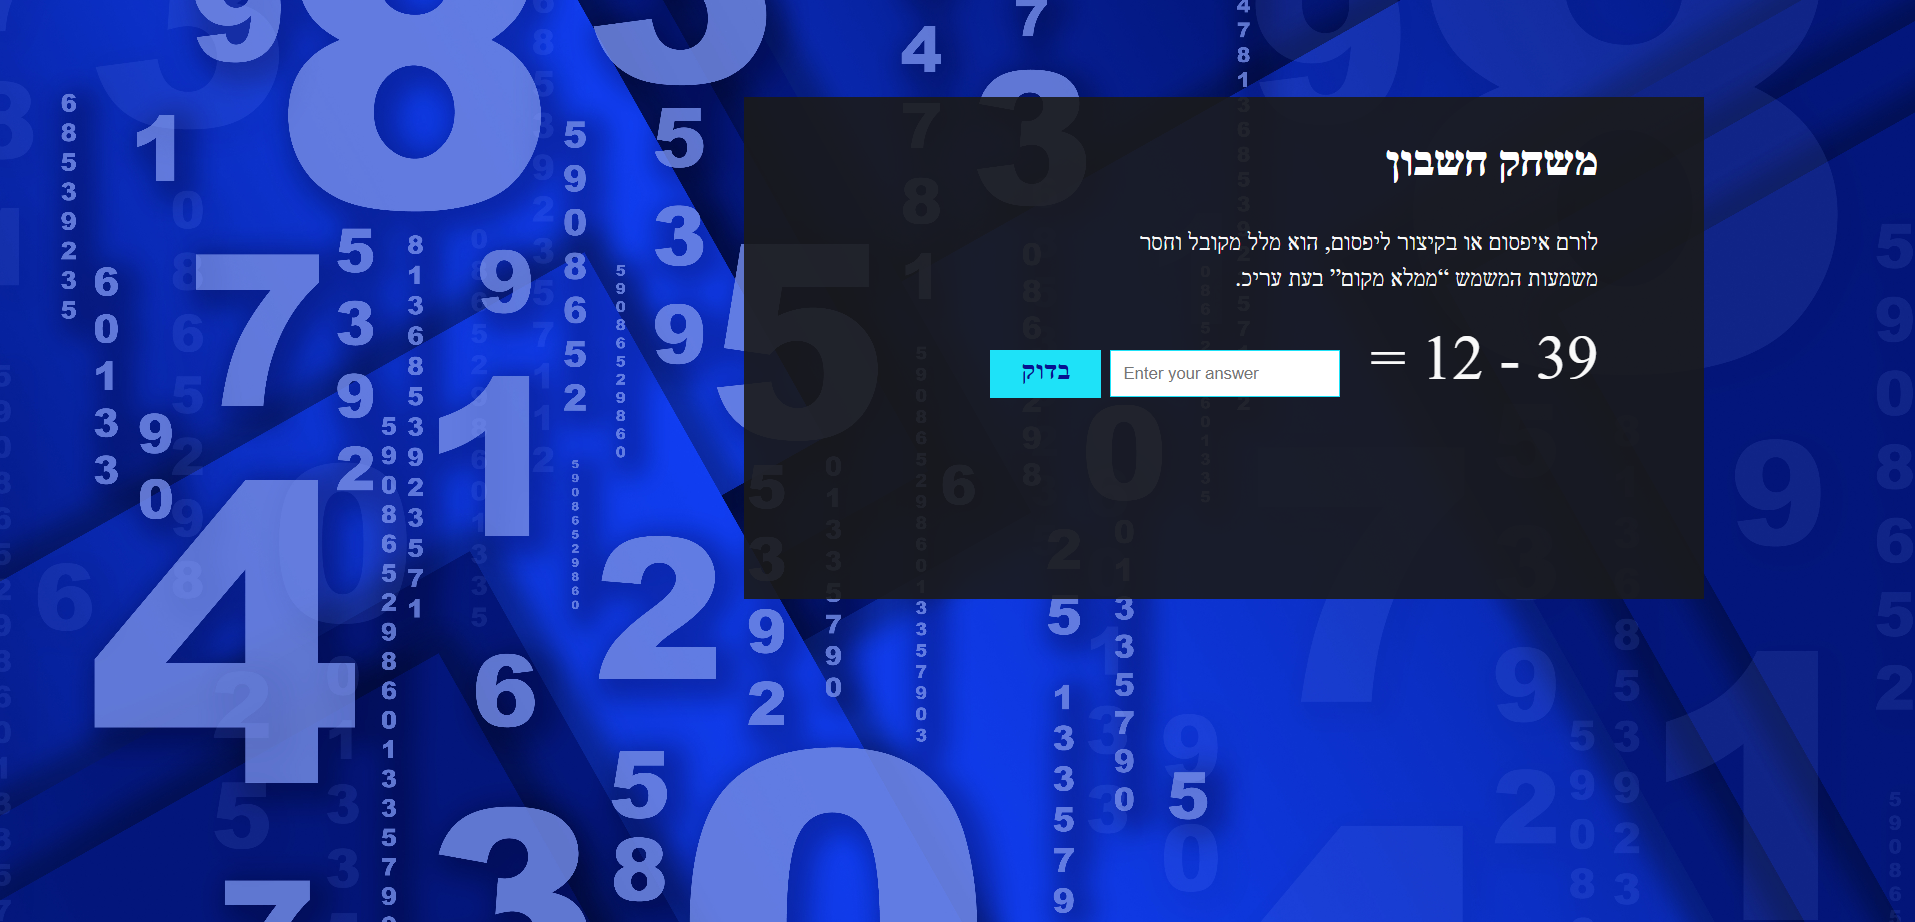 משחק חשבון
לורם איפסום או בקיצור ליפסום, הוא מלל מקובל וחסר
משמעות המשמש “ממלא מקום” בעת עריכ.
39 - 12 =
Enter your answer
בדוק